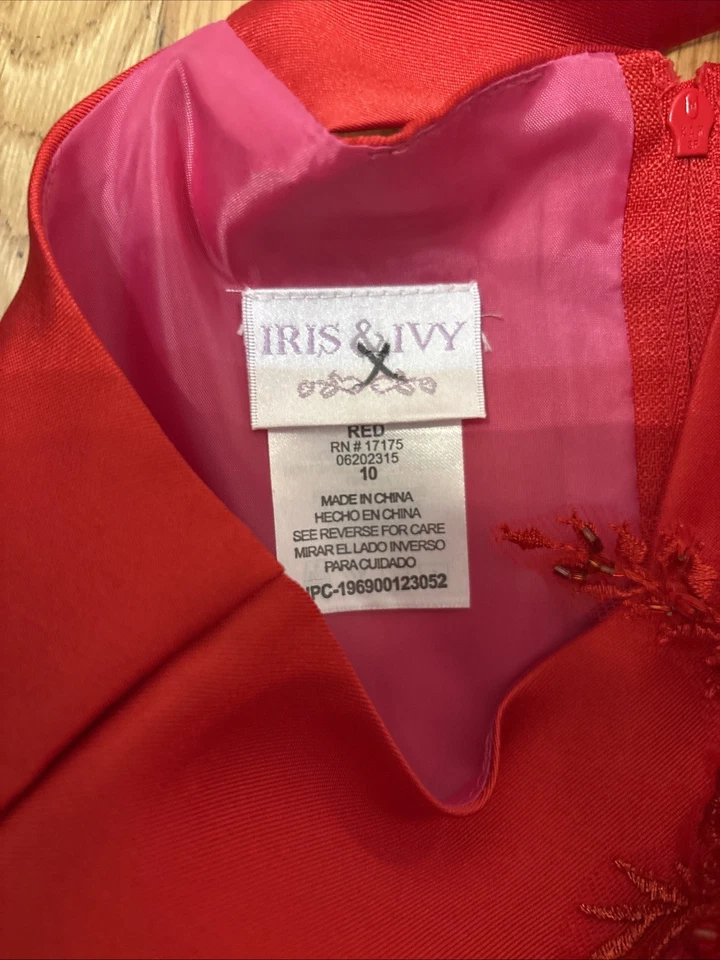 IRIS & IVY
RED
RN # 17175
06202315
10
MADE IN CHINA
HECHO EN CHINA
SEE REVERSE FOR CARE
MIRAR EL LADO INVERSO
PARA CUIDADO
PC-196900123052